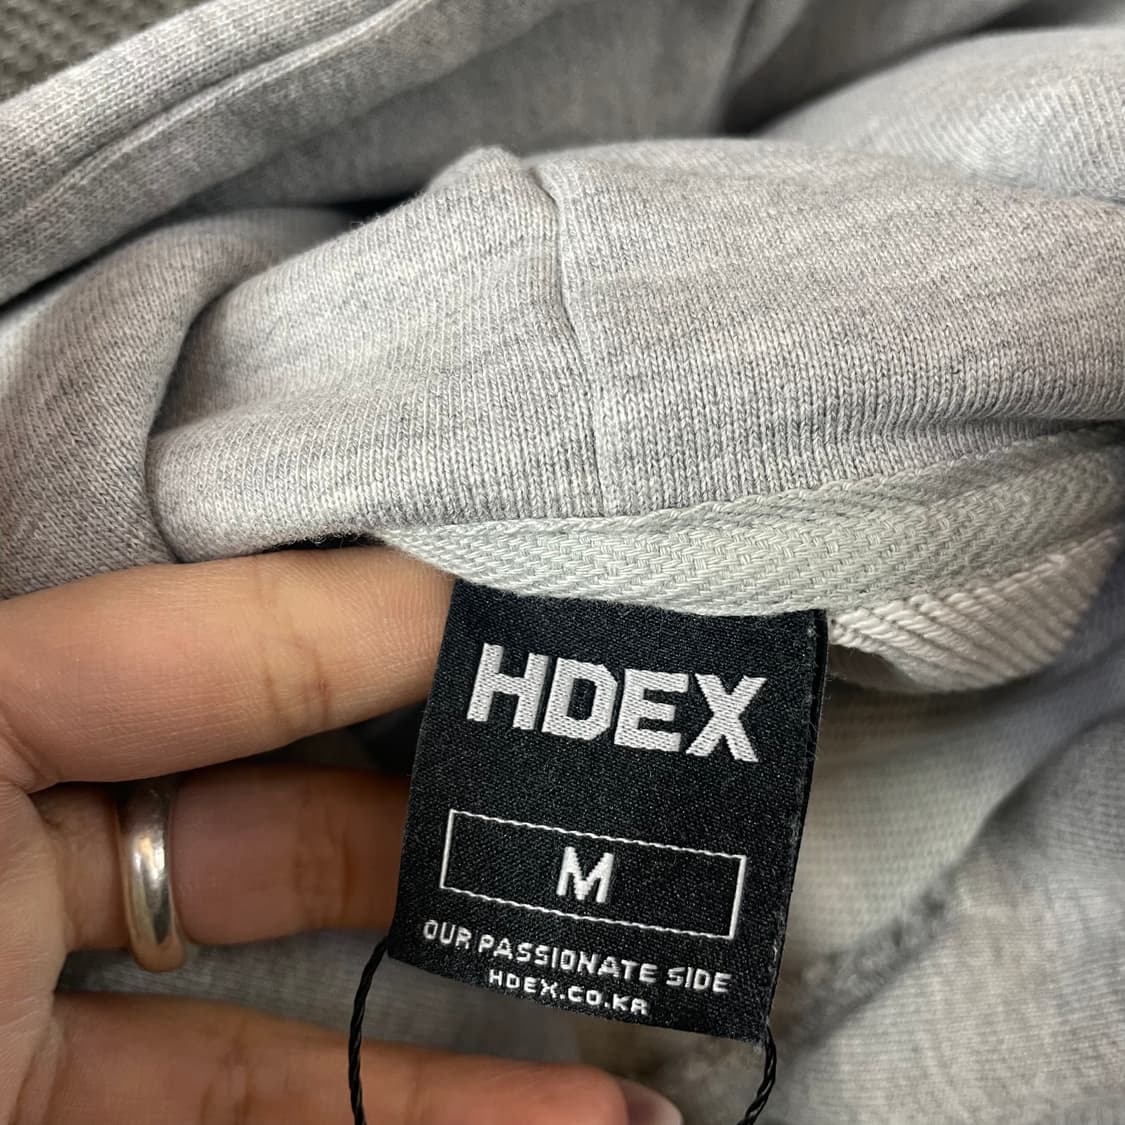 HDEX
M
OUR PASSIONATE SIDE
HDEX.CO.KR